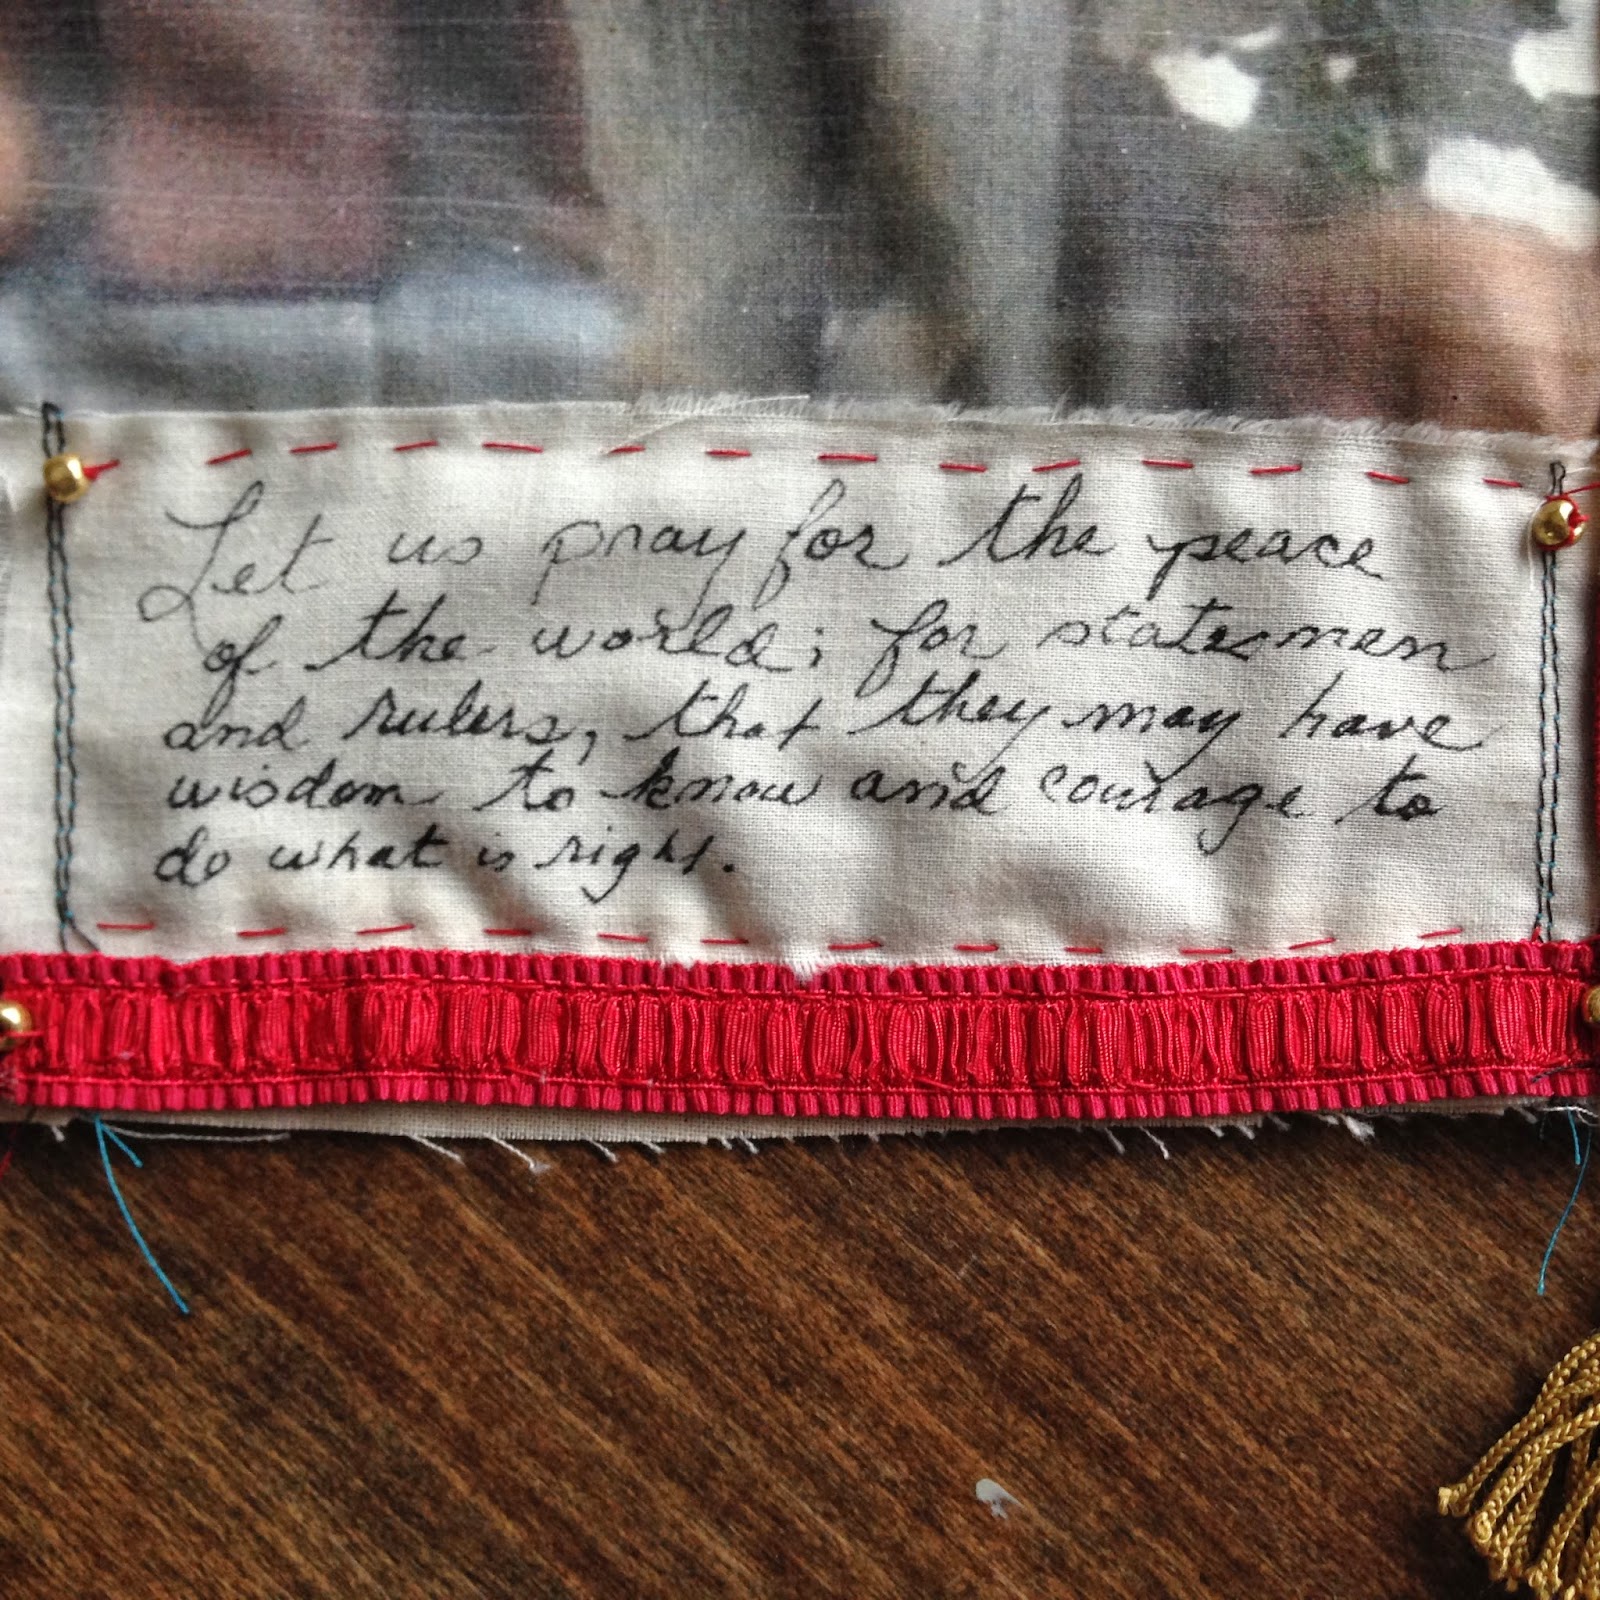 Let us pray for the peace
of the world; for statesmen
and rulers, that they may have
wisdom to know and courage to
do what is right.